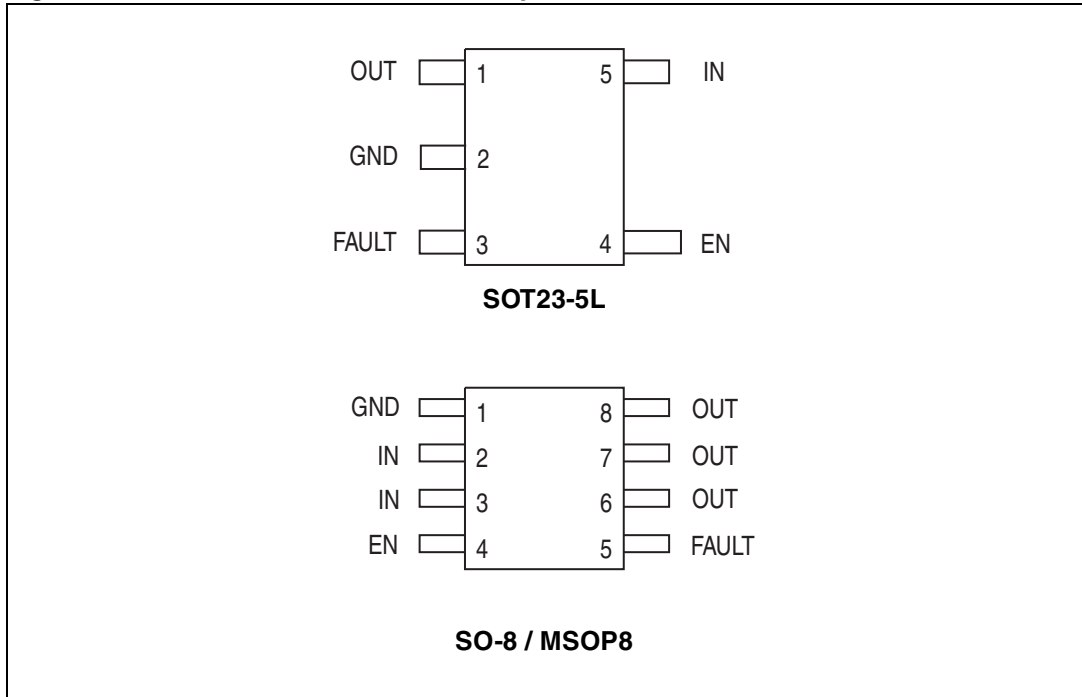 OUT 1 5 IN
GND 2
FAULT 3 4 EN
SOT23-5L
GND 1 8 OUT
IN 2 7 OUT
IN 3 6 OUT
EN 4 5 FAULT
SO-8 / MSOP8